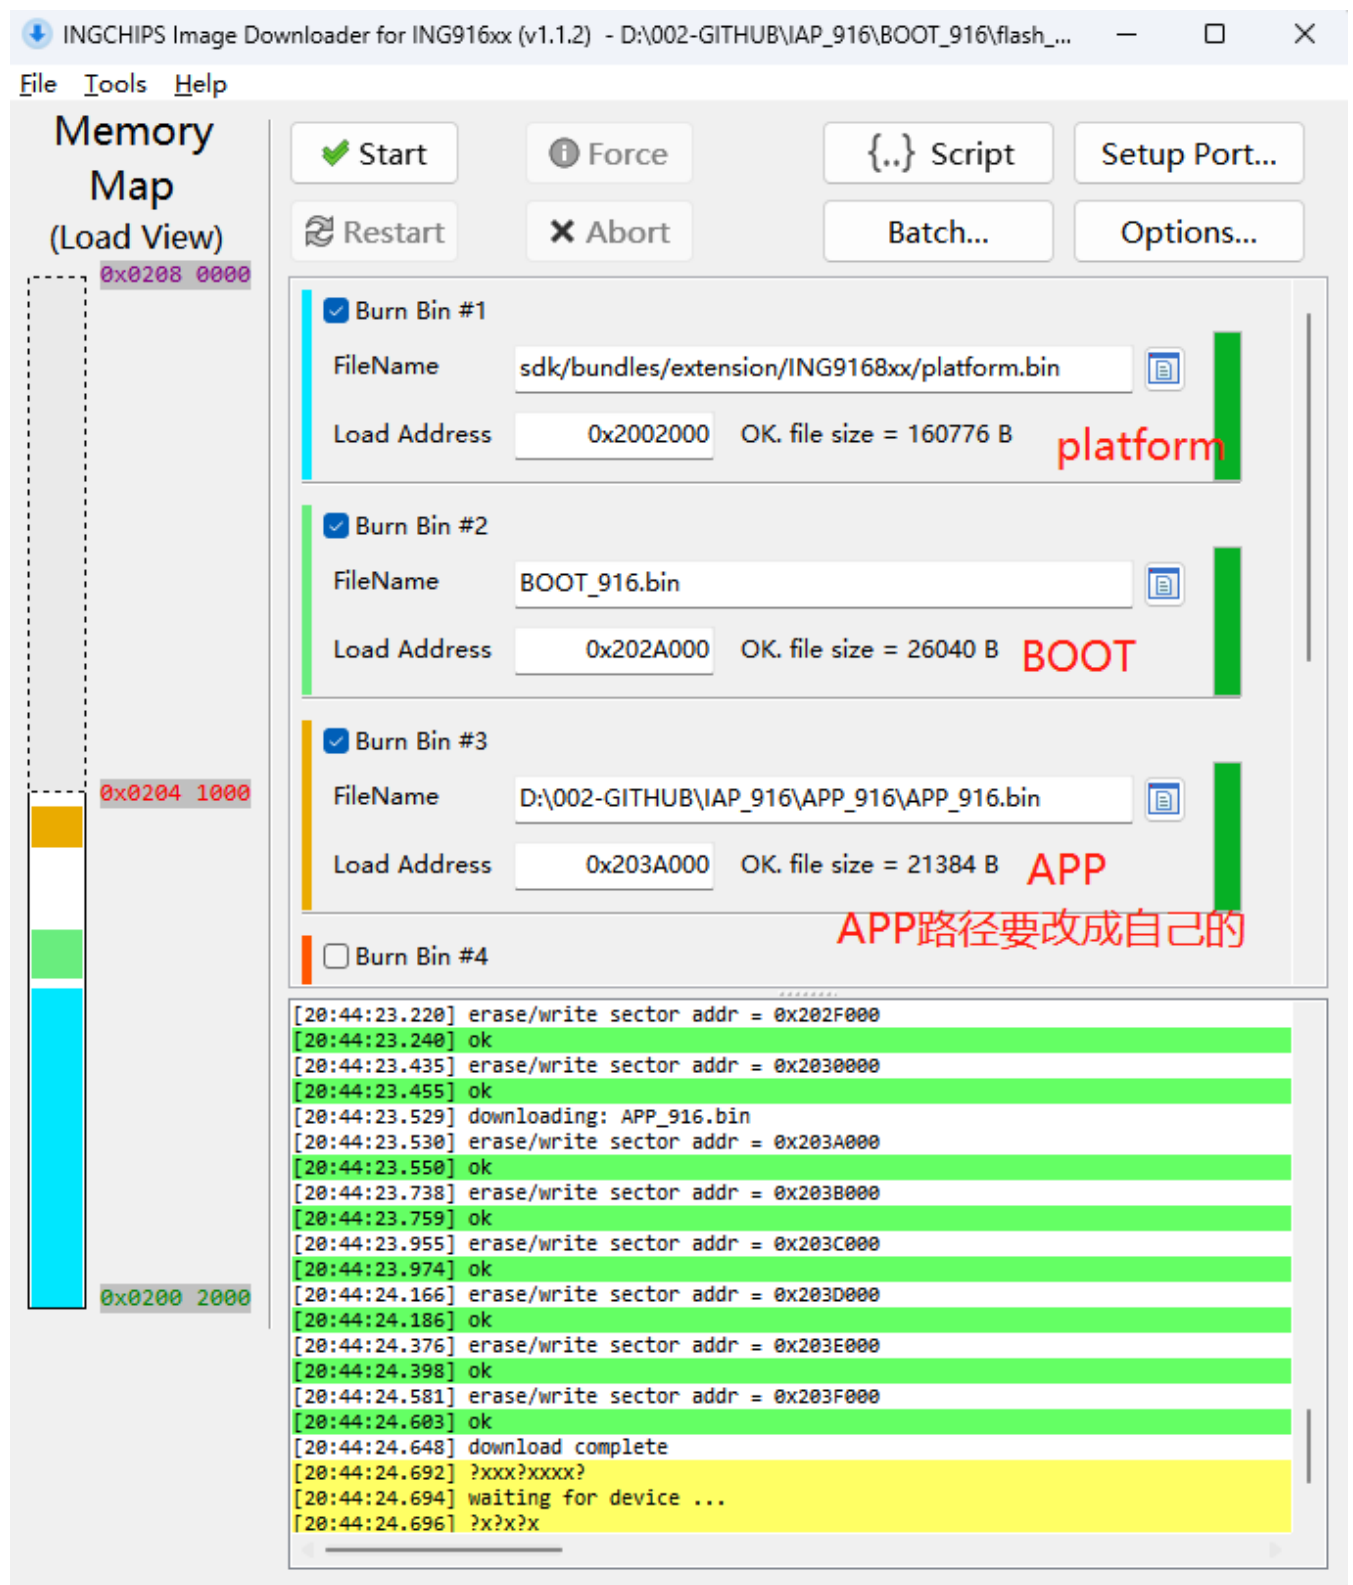 INGCHIPS Image Downloader for ING916xx (v1.1.2) - D:\002-GITHUB\IAP_916\BOOT_916\flash_...
File Tools Help
Memory
Map
(Load View)
0x0208 0000
0x0204 1000
0x0200 2000
Start
Force
{..} Script
Setup Port...
Restart
Abort
Batch...
Options...
Burn Bin #1
FileName sdk/bundles/extension/ING9168xx/platform.bin
Load Address 0x2002000 OK. file size = 160776 B
platform
Burn Bin #2
FileName BOOT_916.bin
Load Address 0x202A000 OK. file size = 26040 B
BOOT
Burn Bin #3
FileName D:\002-GITHUB\IAP_916\APP_916\APP_916.bin
Load Address 0x203A000 OK. file size = 21384 B
APP
APP路径要改成自己的
Burn Bin #4
[20:44:23.220] erase/write sector addr = 0x202F000
[20:44:23.240] ok
[20:44:23.435] erase/write sector addr = 0x2030000
[20:44:23.455] ok
[20:44:23.529] downloading: APP_916.bin
[20:44:23.530] erase/write sector addr = 0x203A000
[20:44:23.550] ok
[20:44:23.738] erase/write sector addr = 0x203B000
[20:44:23.759] ok
[20:44:23.955] erase/write sector addr = 0x203C000
[20:44:23.974] ok
[20:44:24.166] erase/write sector addr = 0x203D000
[20:44:24.186] ok
[20:44:24.376] erase/write sector addr = 0x203E000
[20:44:24.398] ok
[20:44:24.581] erase/write sector addr = 0x203F000
[20:44:24.603] ok
[20:44:24.648] download complete
[20:44:24.692] ?xxx?xxxx?
[20:44:24.694] waiting for device ...
[20:44:24.696] ?x?x?x